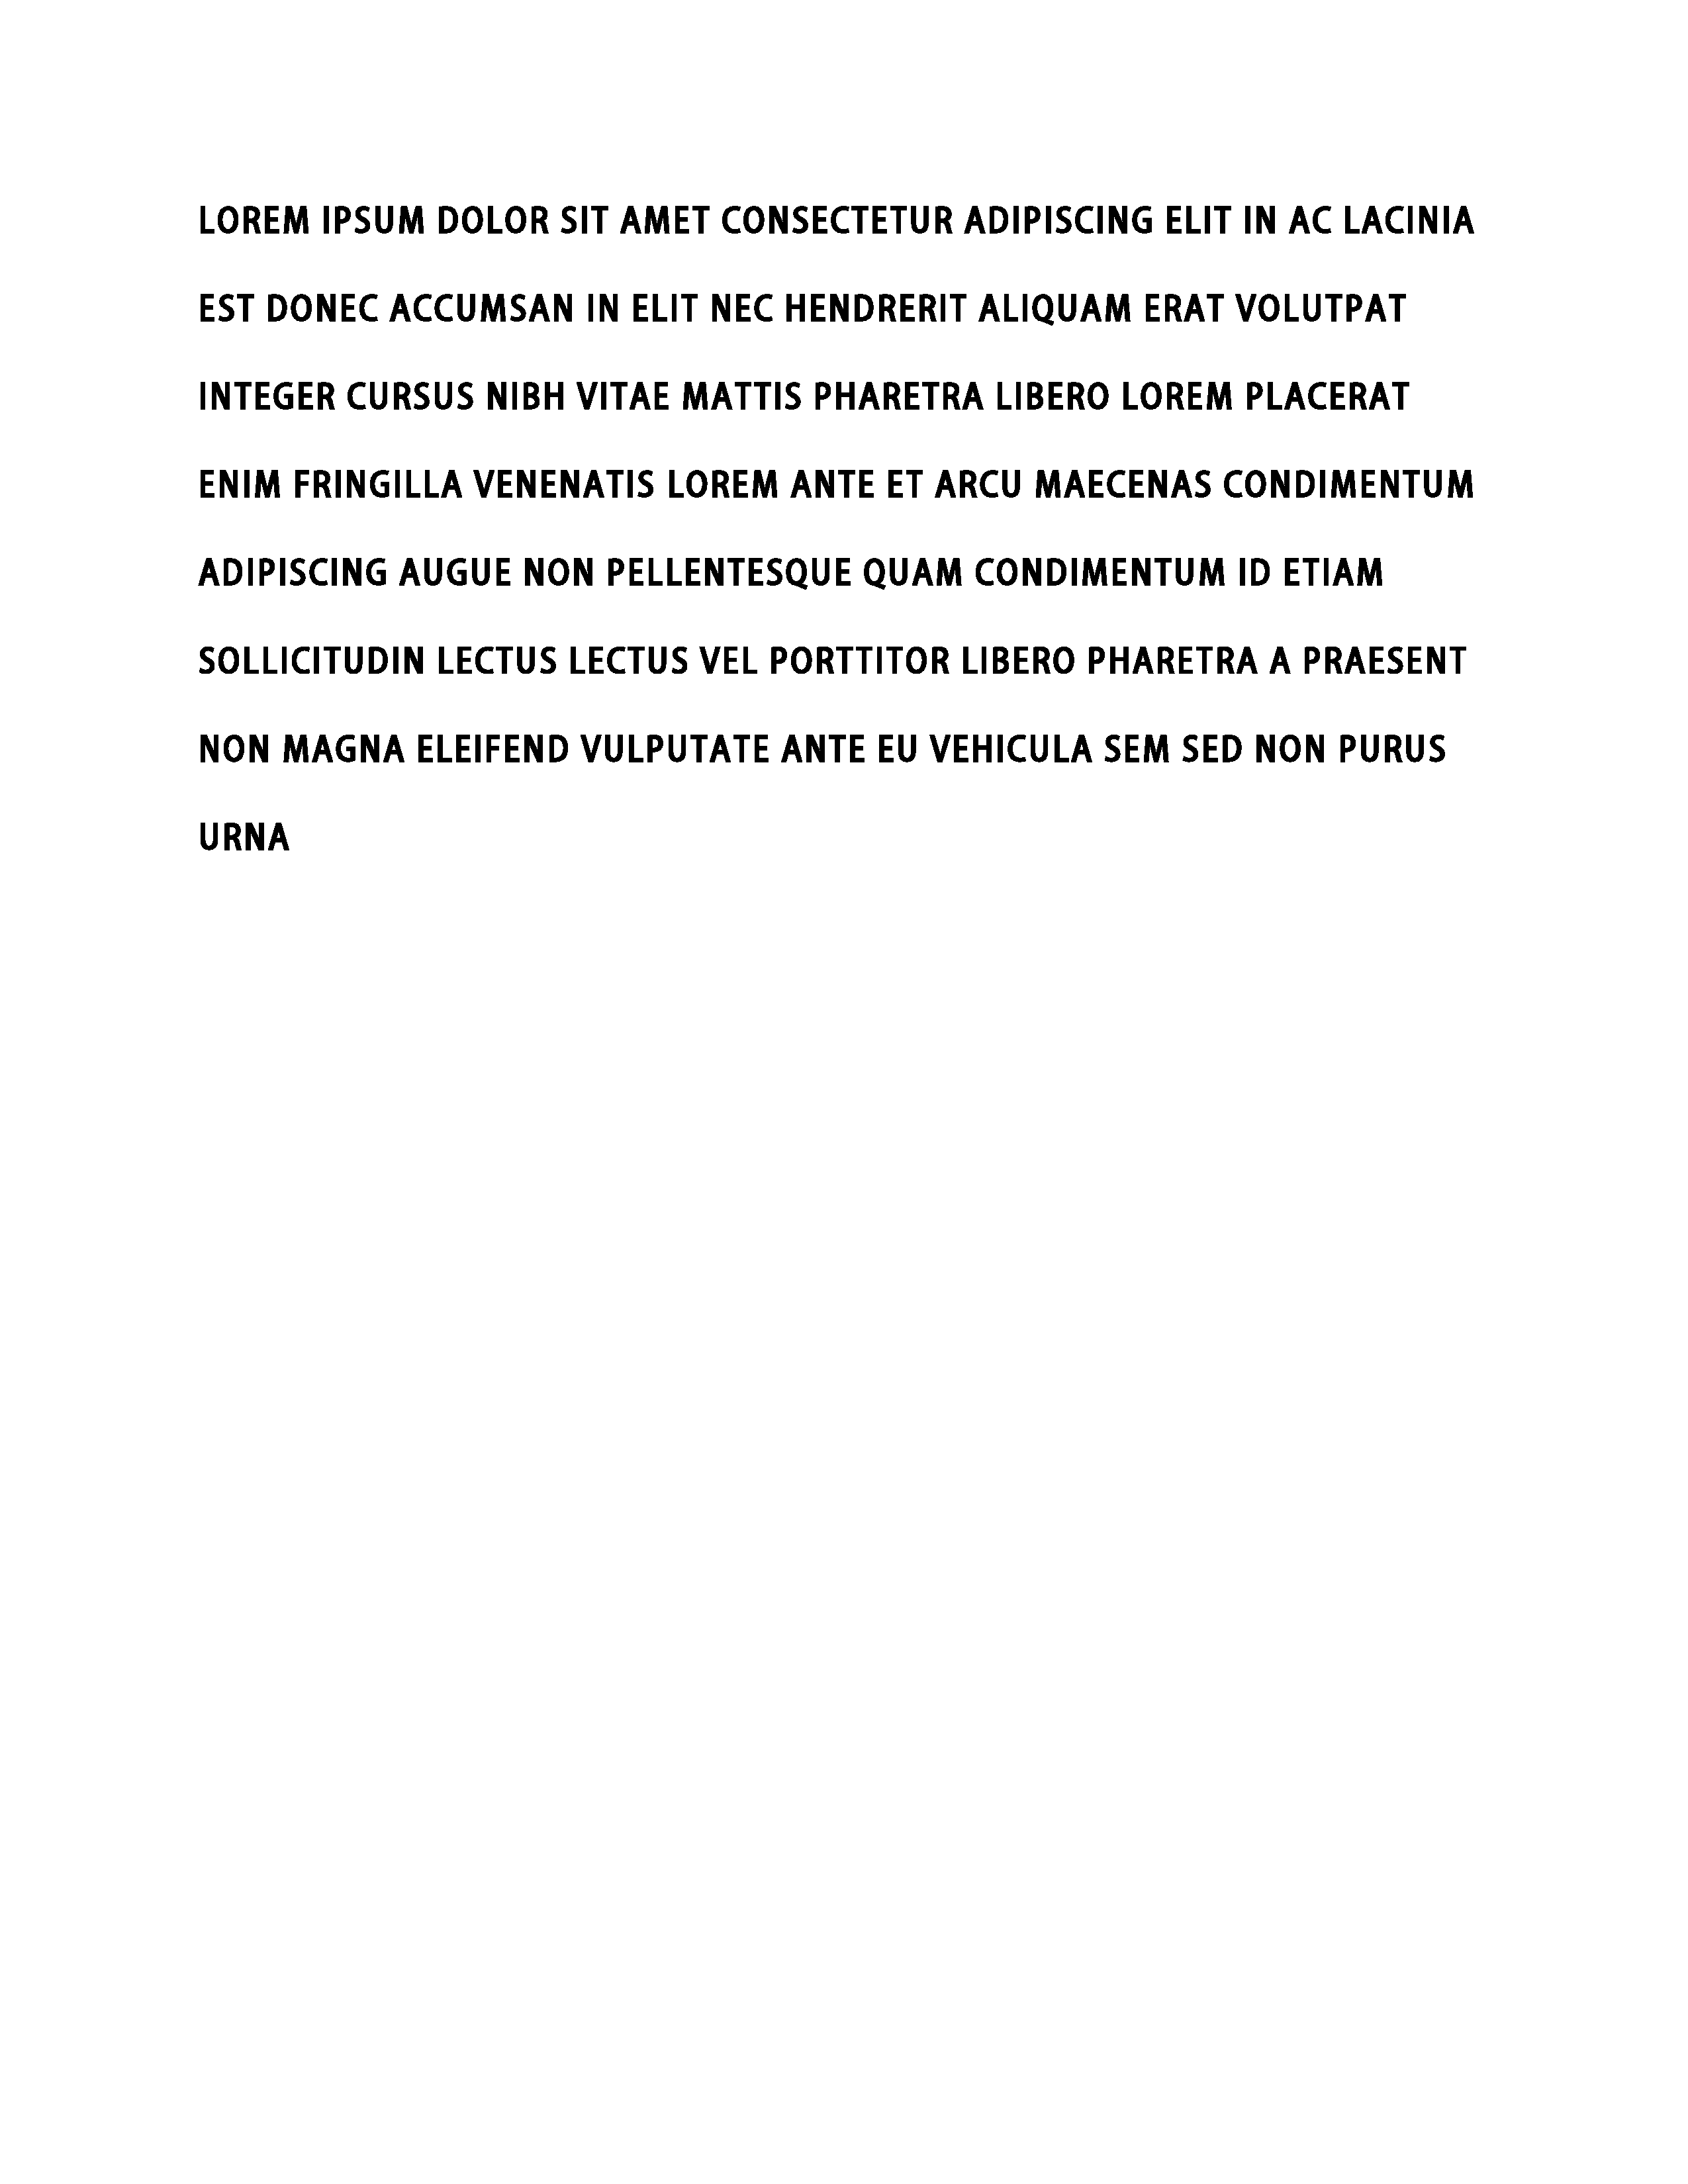 LOREM IPSUM DOLOR SIT AMET CONSECTETUR ADIPISCING ELIT IN AC LACINIA
EST DONEC ACCUMSAN IN ELIT NEC HENDRERIT ALIQUAM ERAT VOLUTPAT
INTEGER CURSUS NIBH VITAE MATTIS PHARETRA LIBERO LOREM PLACERAT
ENIM FRINGILLA VENENATIS LOREM ANTE ET ARCU MAECENAS CONDIMENTUM
ADIPISCING AUGUE NON PELLENTESQUE QUAM CONDIMENTUM ID ETIAM
SOLLICITUDIN LECTUS LECTUS VEL PORTTITOR LIBERO PHARETRA A PRAESENT
NON MAGNA ELEIFEND VULPUTATE ANTE EU VEHICULA SEM SED NON PURUS
URNA